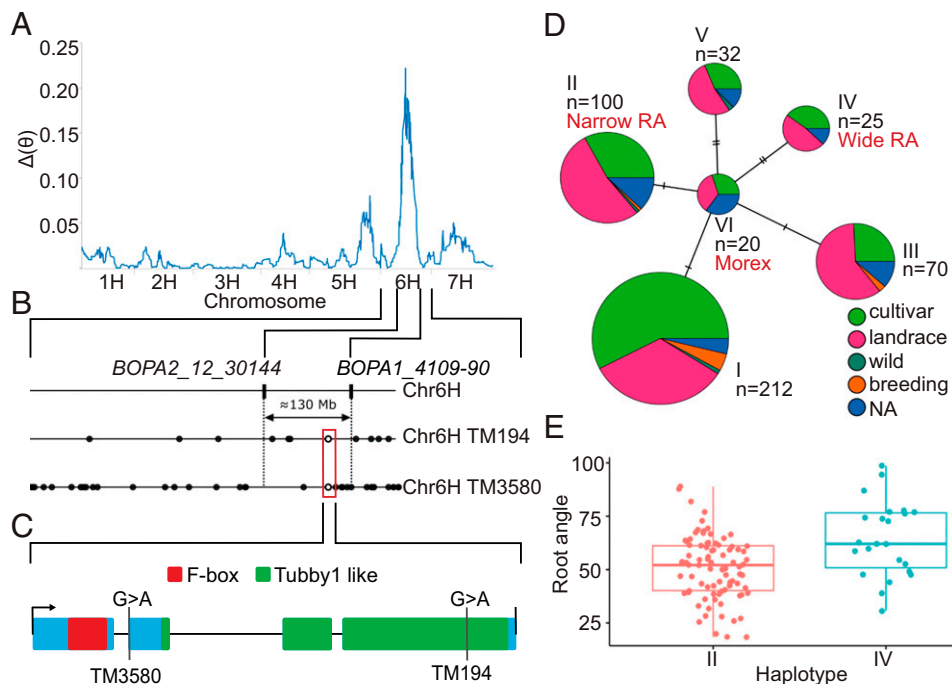 A
0.25
0.20
0.15
0.10
0.05
Δ(θ)
1H 2H 3H 4H 5H 6H 7H
Chromosome
B
BOPA2_12_30144
BOPA1_4109-90
Chr6H
≈130 Mb
Chr6H TM194
Chr6H TM3580
C
F-box
Tubby1 like
G>A
G>A
TM3580
TM194
D
V
n=32
II
n=100
Narrow RA
IV
n=25
Wide RA
VI
n=20
Morex
III
n=70
I
n=212
cultivar
landrace
wild
breeding
NA
E
100
75
50
25
Root angle
II
IV
Haplotype